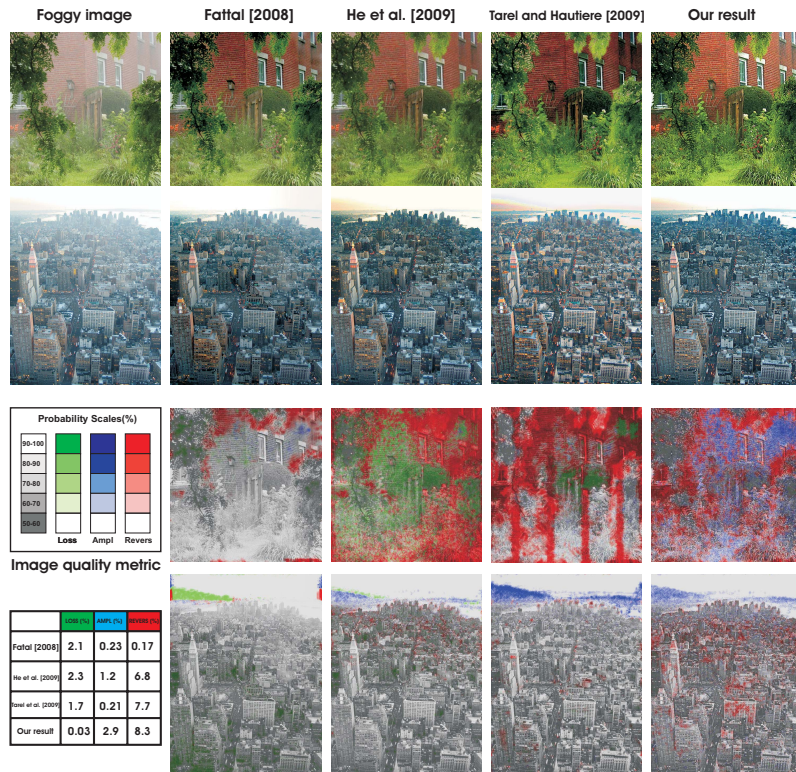 Foggy image
Fattal [2008]
He et al. [2009]
Tarel and Hautiere [2009]
Our result
Probability Scales(%)
90-100
80-90
70-80
60-70
50-60
Loss Ampl Revers
Image quality metric
LOSS (%) AMPL (%) REVERS (%)
Fatal [2008] 2.1 0.23 0.17
He et al. [2009] 2.3 1.2 6.8
Tarel et al. [2009] 1.7 0.21 7.7
Our result 0.03 2.9 8.3